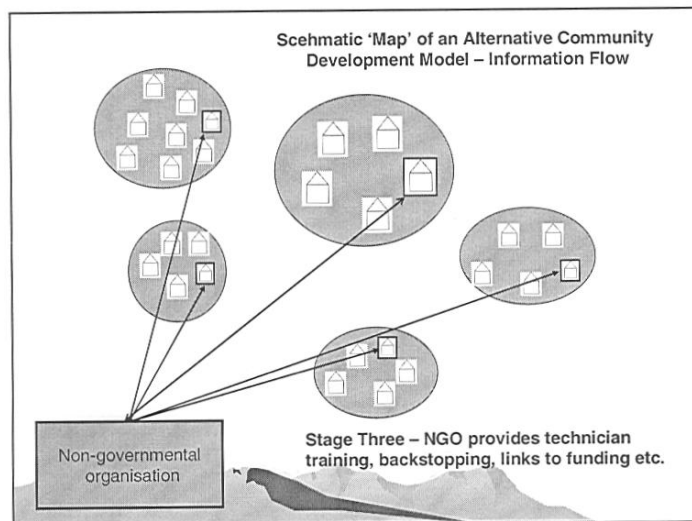 Scehmatic ‘Map’ of an Alternative Community
Development Model – Information Flow
Non-governmental
organisation
Stage Three – NGO provides technician
training, backstopping, links to funding etc.